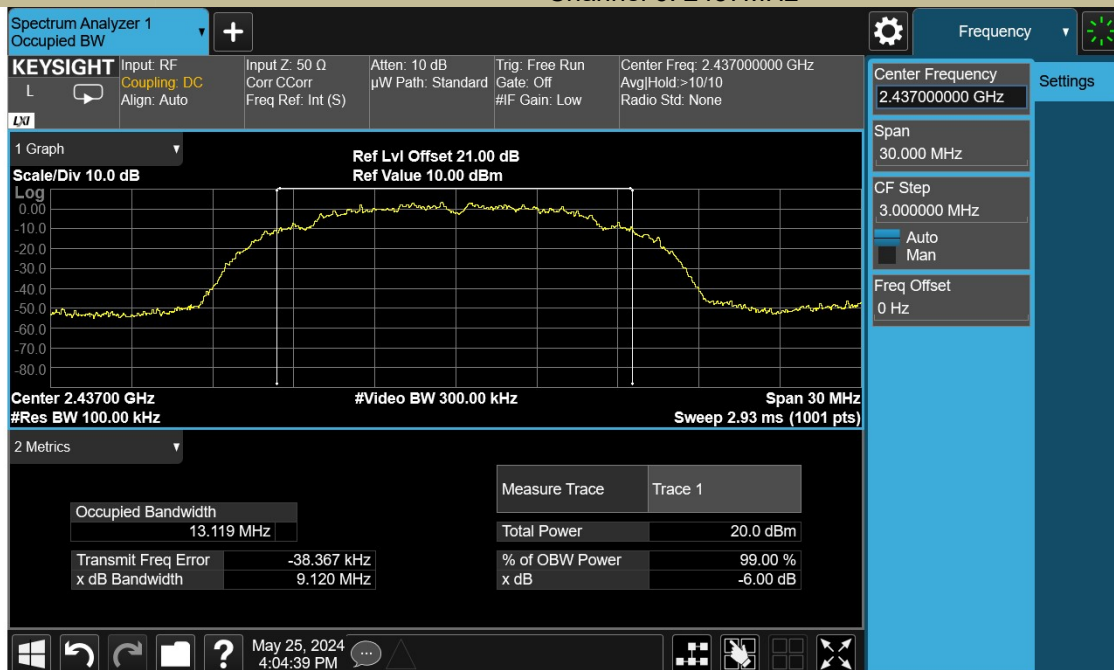 Channel 6: 2437MHz
Spectrum Analyzer 1
Occupied BW
Frequency
KEYSIGHT
L
LXI
Input: RF
Coupling: DC
Align: Auto
Input Z: 50 Ω
Corr CCorr
Freq Ref: Int (S)
Atten: 10 dB
µW Path: Standard
Trig: Free Run
Gate: Off
#IF Gain: Low
Center Freq: 2.437000000 GHz
Avg|Hold:>10/10
Radio Std: None
Center Frequency
2.437000000 GHz
Settings
Span
30.000 MHz
CF Step
3.000000 MHz
Auto
Man
Freq Offset
0 Hz
1 Graph
Scale/Div 10.0 dB
Ref Lvl Offset 21.00 dB
Ref Value 10.00 dBm
Log
0.00
-10.0
-20.0
-30.0
-40.0
-50.0
-60.0
-70.0
-80.0
Center 2.43700 GHz
#Res BW 100.00 kHz
#Video BW 300.00 kHz
Span 30 MHz
Sweep 2.93 ms (1001 pts)
2 Metrics
Measure Trace Trace 1
Occupied Bandwidth
13.119 MHz
Total Power 20.0 dBm
Transmit Freq Error -38.367 kHz
% of OBW Power 99.00 %
x dB Bandwidth 9.120 MHz
x dB -6.00 dB
?
May 25, 2024
4:04:39 PM